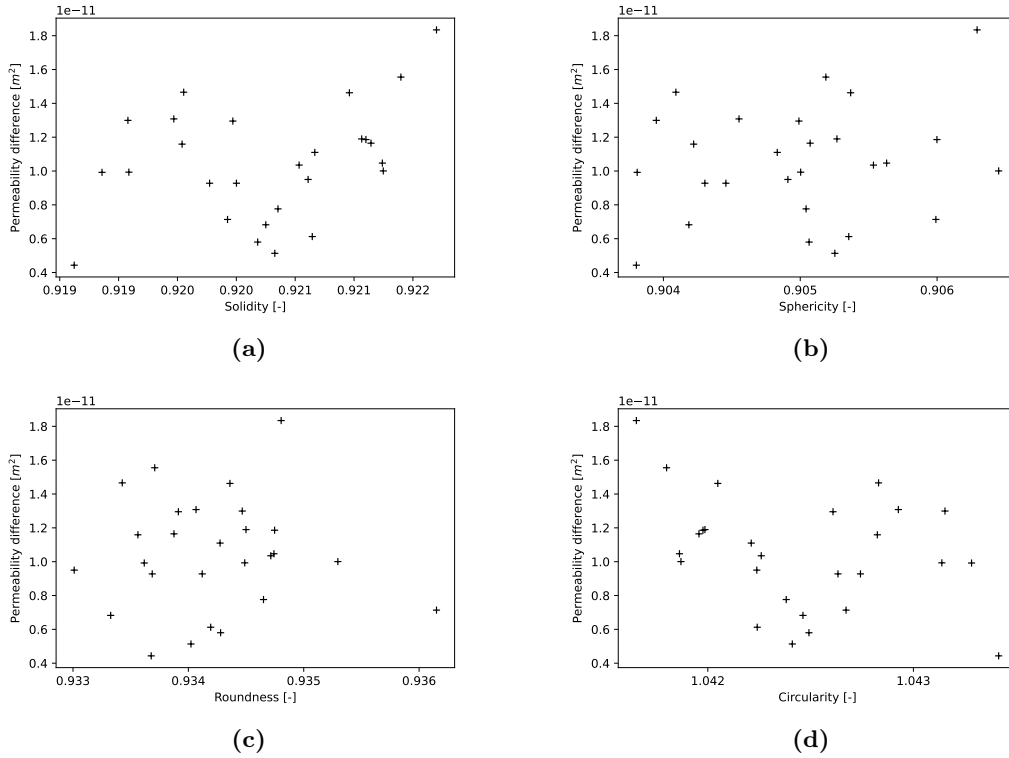 1e−11
Permeability difference [m²]
1.8
1.6
1.4
1.2
1.0
0.8
0.6
0.4
0.919 0.919 0.920 0.920 0.921 0.921 0.922
Solidity [-]
(a)
1e−11
Permeability difference [m²]
1.8
1.6
1.4
1.2
1.0
0.8
0.6
0.4
0.904 0.905 0.906
Sphericity [-]
(b)
1e−11
Permeability difference [m²]
1.8
1.6
1.4
1.2
1.0
0.8
0.6
0.4
0.933 0.934 0.935 0.936
Roundness [-]
(c)
1e−11
Permeability difference [m²]
1.8
1.6
1.4
1.2
1.0
0.8
0.6
0.4
1.042 1.043
Circularity [-]
(d)